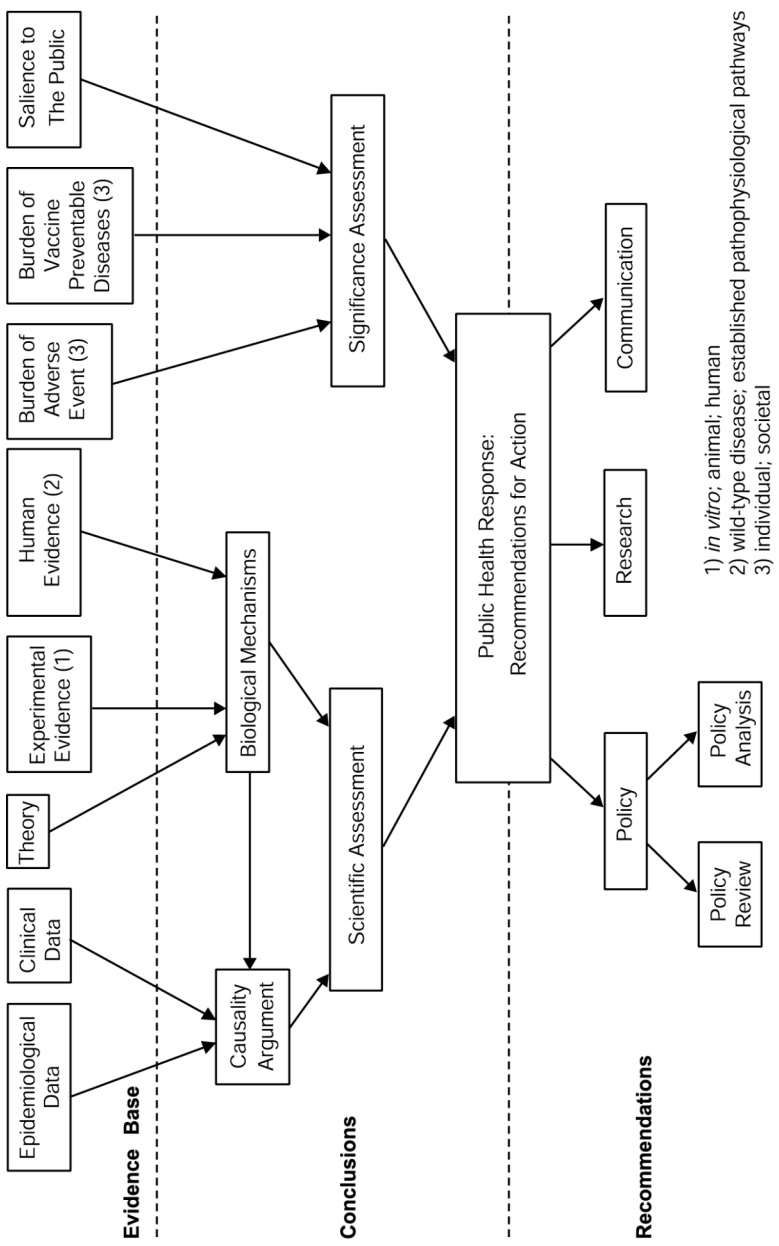 Epidemiological
Data
Clinical
Data
Theory
Experimental
Evidence (1)
Human
Evidence (2)
Burden of
Adverse
Event (3)
Burden of
Vaccine
Preventable
Diseases (3)
Salience to
The Public
Evidence Base
Causality
Argument
Biological Mechanisms
Conclusions
Scientific Assessment
Significance Assessment
Public Health Response:
Recommendations for Action
Recommendations
Policy
Research
Communication
Policy
Review
Policy
Analysis
1) in vitro; animal; human
2) wild-type disease; established pathophysiological pathways
3) individual; societal